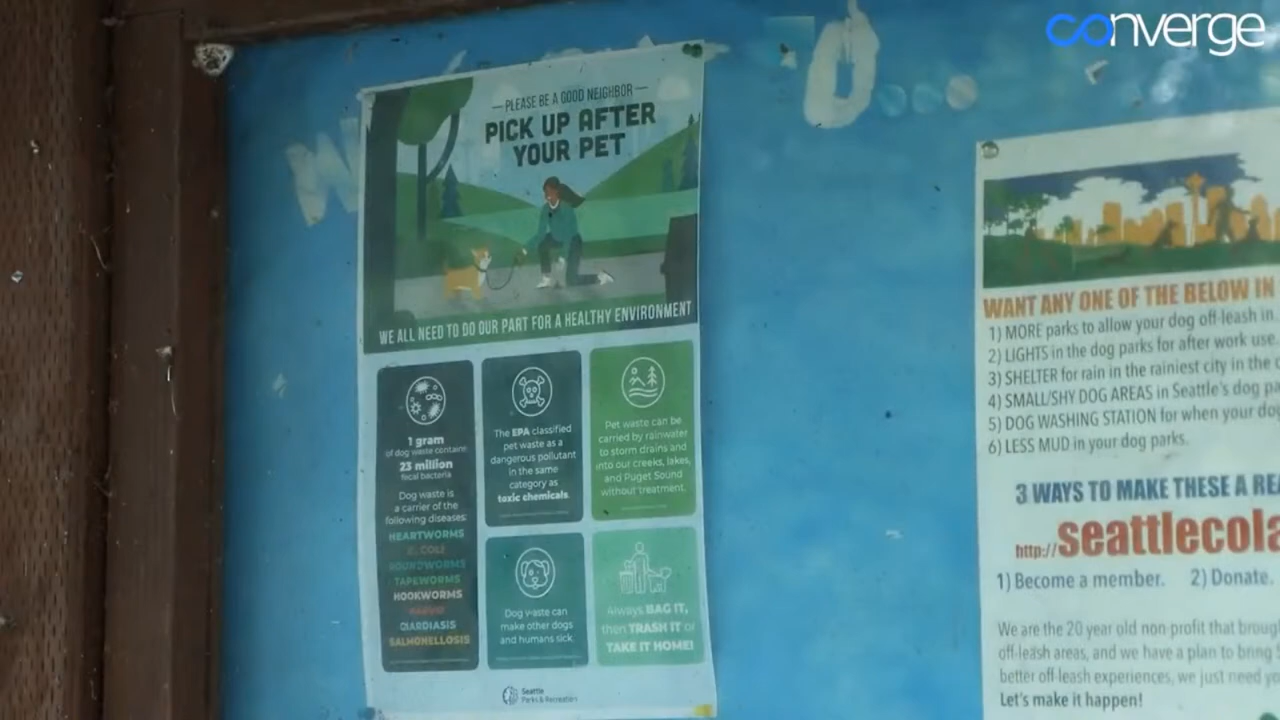 converge
PLEASE BE A GOOD NEIGHBOR
PICK UP AFTER
YOUR PET
WE ALL NEED TO DO OUR PART FOR A HEALTHY ENVIRONMENT
1 gram
of dog waste contains
23 million
fecal bacteria
Dog waste is
a carrier of the
following diseases:
HEARTWORMS
E. COLI
ROUNDWORMS
TAPEWORMS
HOOKWORMS
PARVO
GIARDIASIS
SALMONELLOSIS
The EPA classified
pet waste as a
dangerous pollutant
in the same
category as
toxic chemicals.
Pet waste can be
carried by rainwater
to storm drains and
into our creeks, lakes,
and Puget Sound
without treatment.
Dog waste can
make other dogs
and humans sick.
Always BAG IT,
then TRASH IT or
TAKE IT HOME!
Seattle
Parks & Recreation
WANT ANY ONE OF THE BELOW IN
1) MORE parks to allow your dog off-leash in.
2) LIGHTS in the dog parks for after work use.
3) SHELTER for rain in the rainiest city in the
4) SMALL/SHY DOG AREAS in Seattle's dog
5) DOG WASHING STATION for when your
6) LESS MUD in your dog parks.
3 WAYS TO MAKE THESE A
http://seattlecola
1) Become a member. 2) Donate.
We are the 20 year old non-profit that
off-leash areas, and we have a plan to bring
better off-leash experiences, we just need
Let's make it happen!